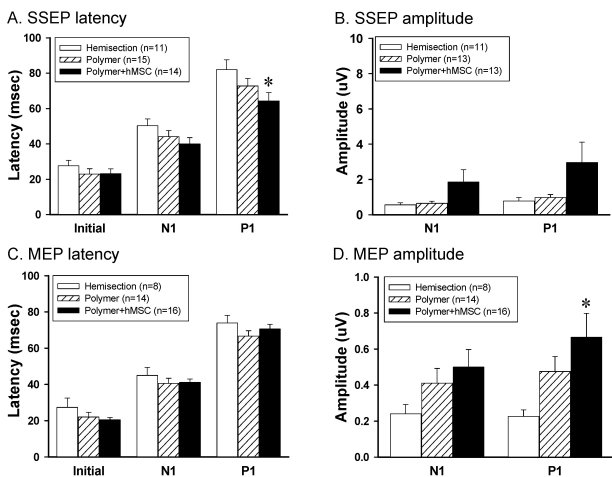 A. SSEP latency
Latency (msec)
100
80
60
40
20
0
Hemisection (n=11)
Polymer (n=15)
Polymer+hMSC (n=14)
*
Initial N1 P1
B. SSEP amplitude
Amplitude (uV)
10
8
6
4
2
0
Hemisection (n=11)
Polymer (n=13)
Polymer+hMSC (n=13)
N1 P1
C. MEP latency
Latency (msec)
100
80
60
40
20
0
Hemisection (n=8)
Polymer (n=14)
Polymer+hMSC (n=16)
Initial N1 P1
D. MEP amplitude
Amplitude (uV)
1.0
0.8
0.6
0.4
0.2
0.0
Hemisection (n=8)
Polymer (n=14)
Polymer+hMSC (n=16)
*
N1 P1